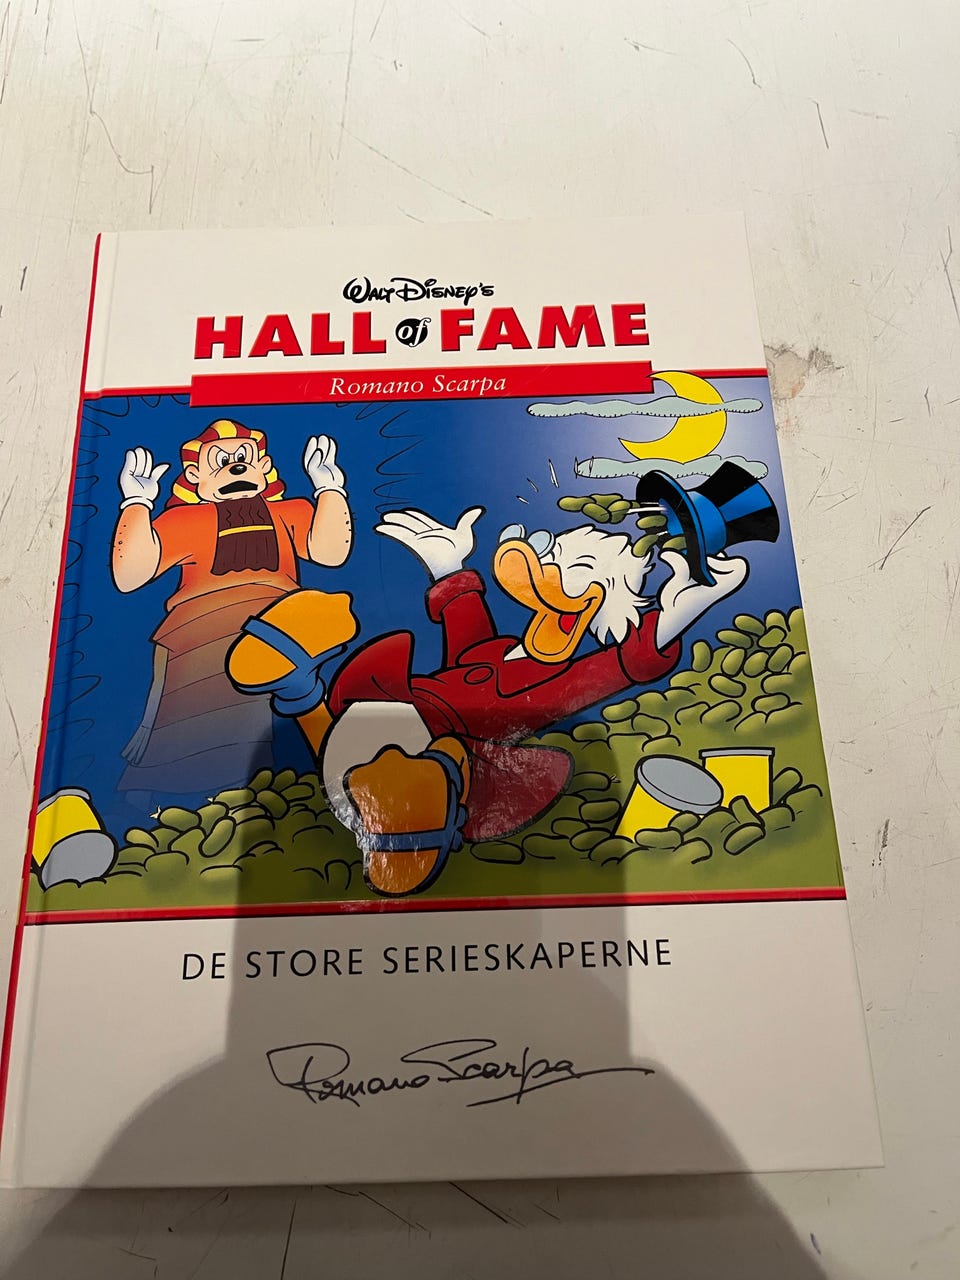 WALT DISNEY'S
HALL of FAME
Romano Scarpa
DE STORE SERIESKAPERNE
Romano Scarpa